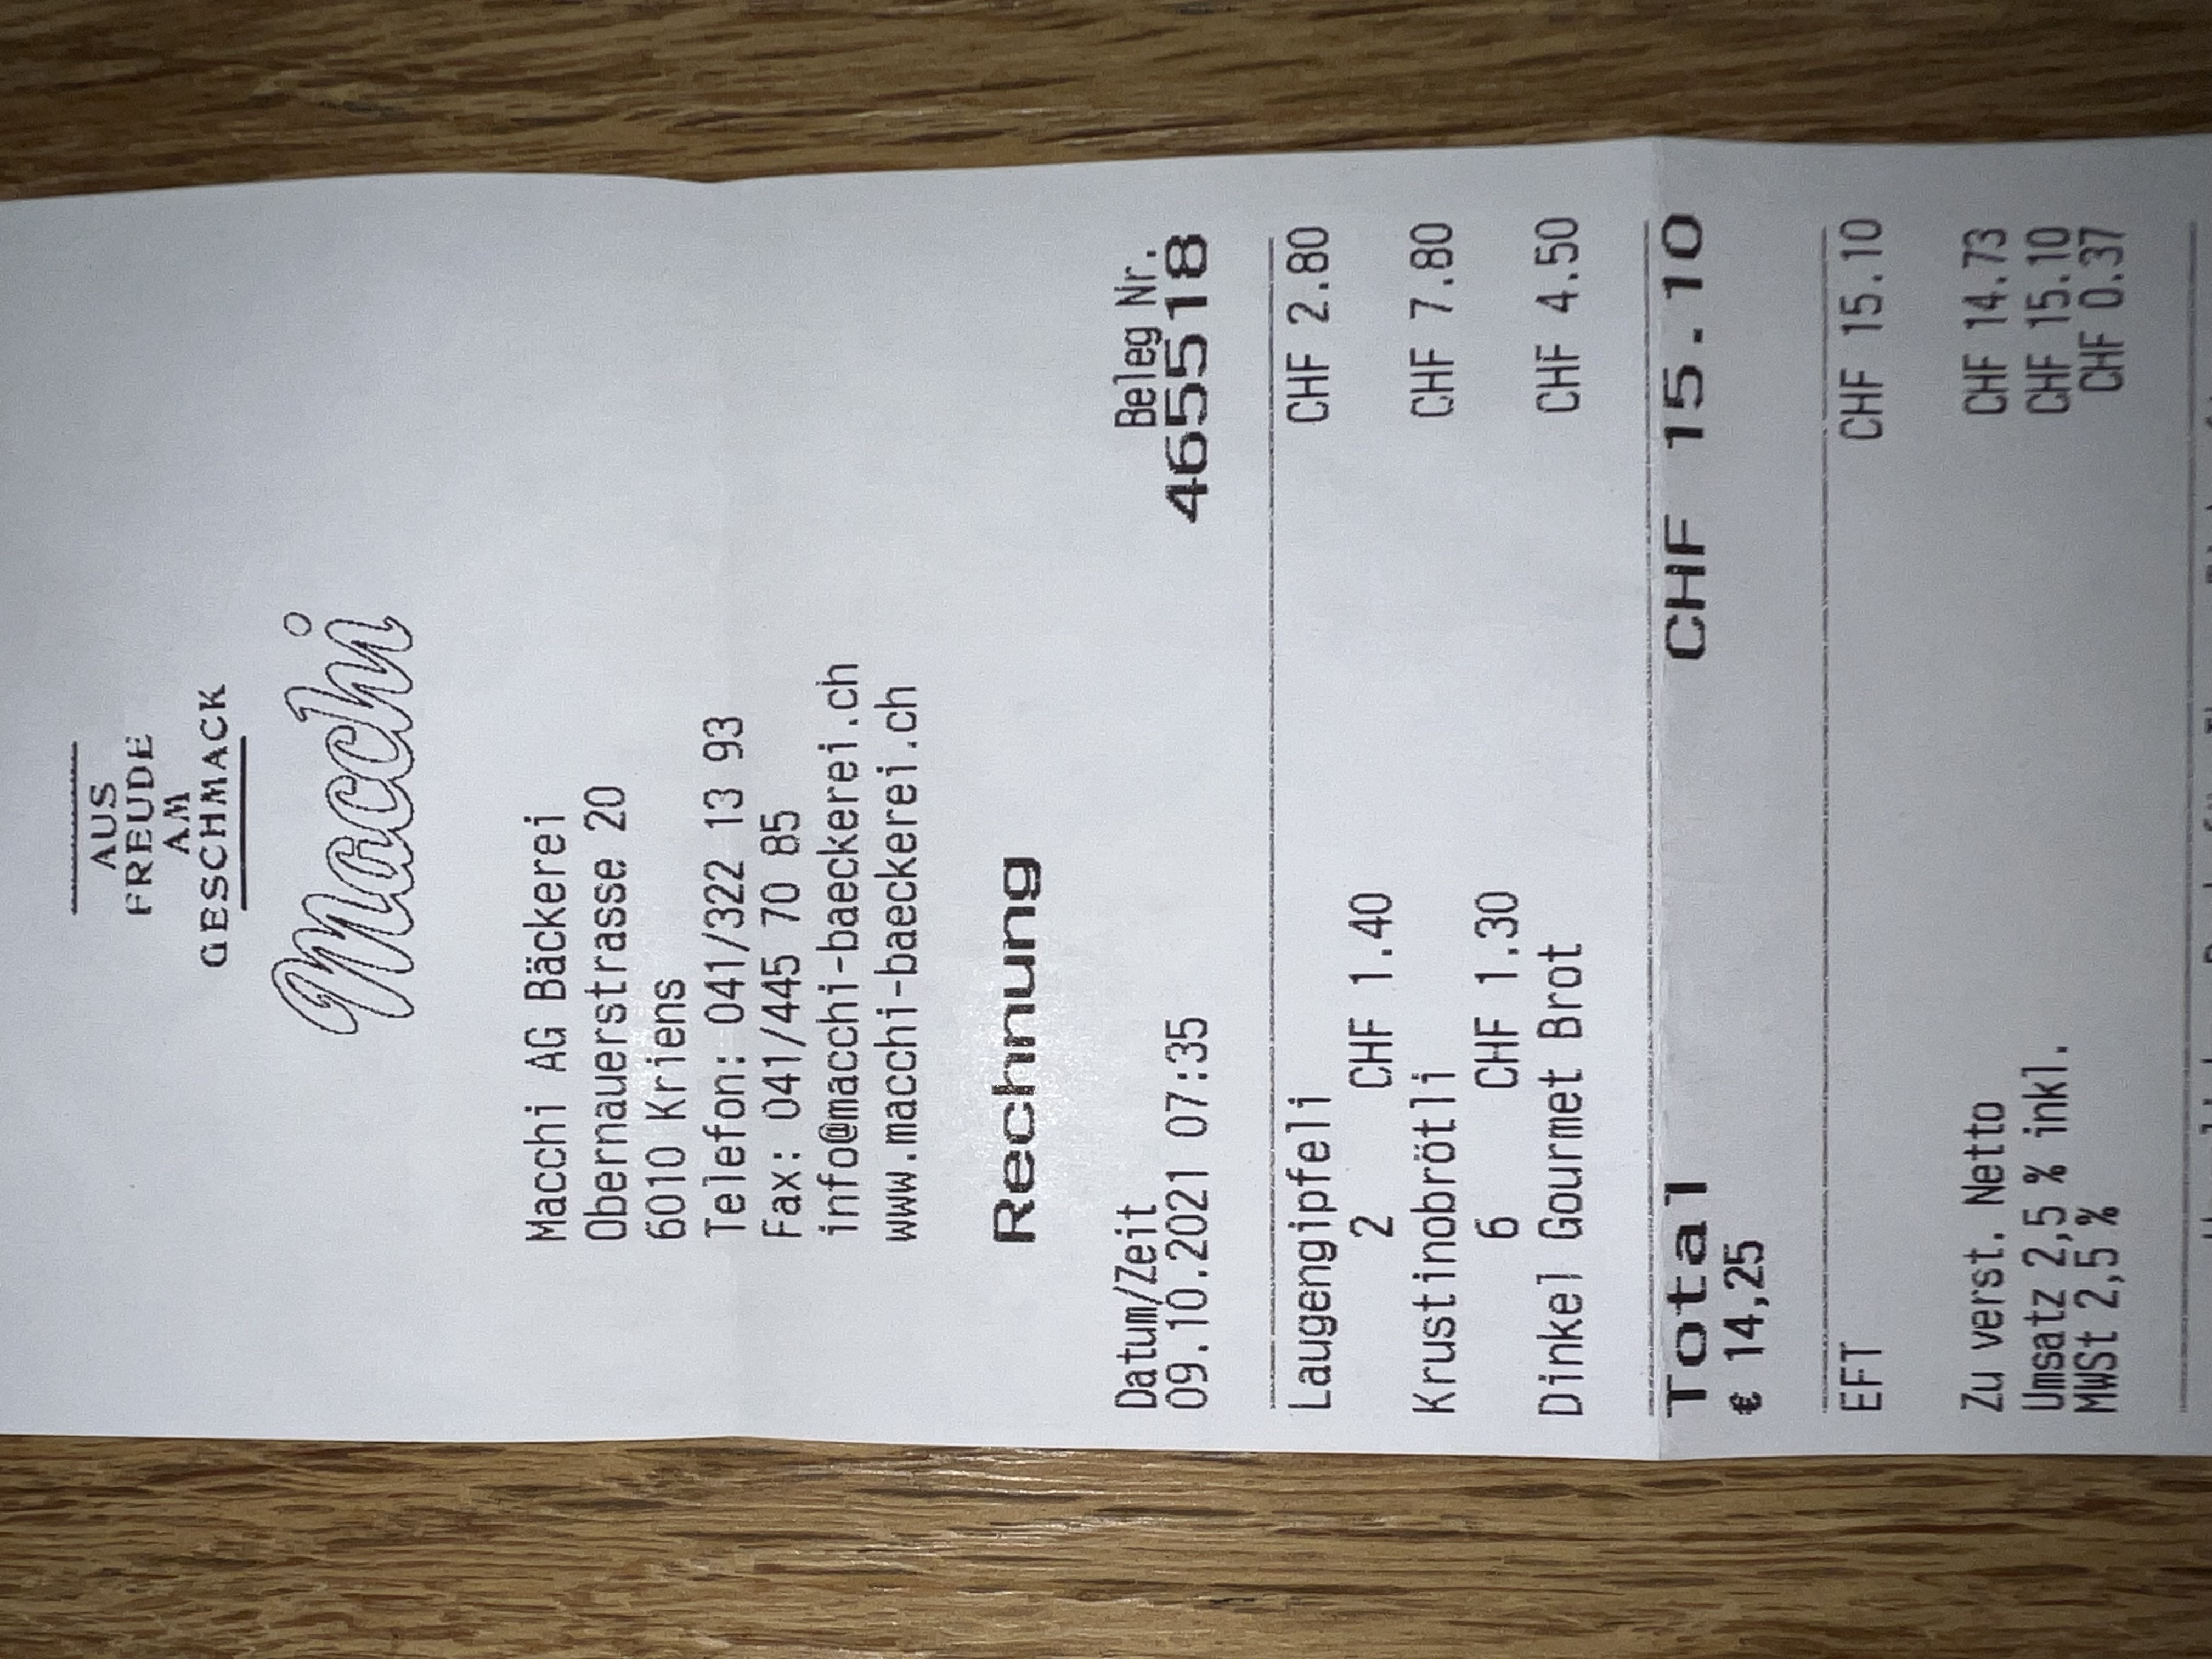 AUS
FREUDE
AM
GESCHMACK
Macchi
Macchi AG Bäckerei
Obernauerstrasse 20
6010 Kriens
Telefon: 041/322 13 93
Fax: 041/445 70 85
info@macchi-baeckerei.ch
www.macchi-baeckerei.ch
Rechnung
Datum/Zeit Beleg Nr.
09.10.2021 07:35 465518
Laugengipfeli CHF 2.80
2 CHF 1.40
Krustinobrötli CHF 7.80
6 CHF 1.30
Dinkel Gourmet Brot CHF 4.50
Total CHF 15.10
€ 14,25
EFT CHF 15.10
Zu verst. Netto CHF 14.73
Umsatz 2,5 % inkl. CHF 15.10
MWSt 2,5 % CHF 0.37